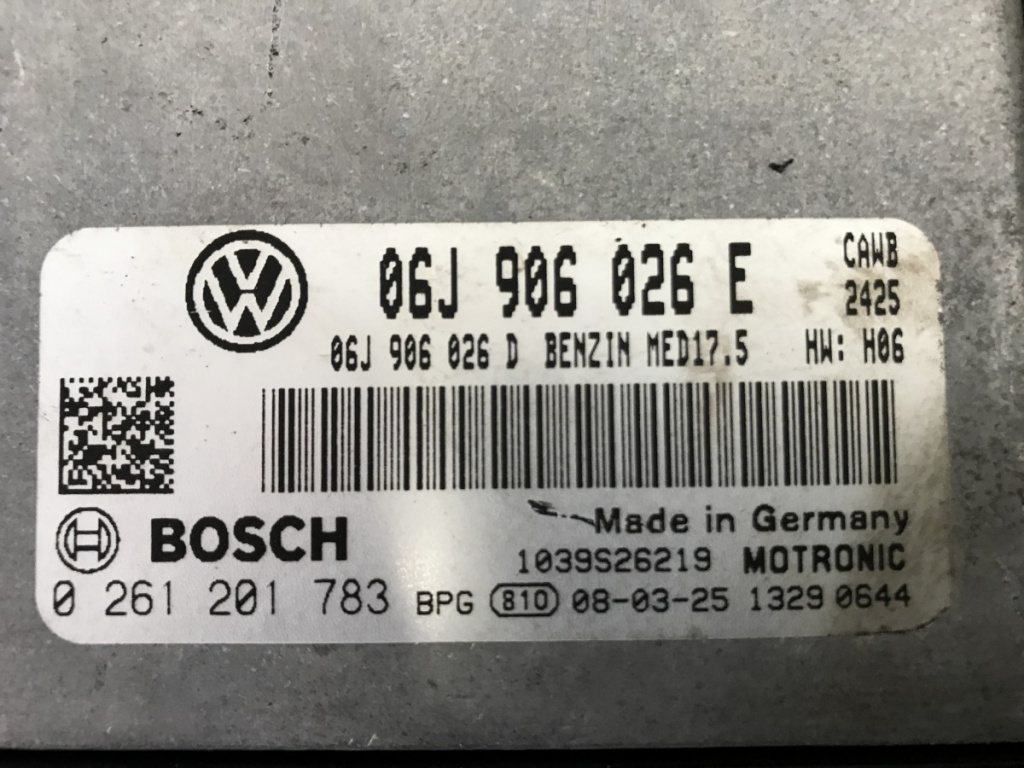 06J 906 026 E
CAWB
2425
06J 906 026 D BENZIN MED17.5 HW: H06
BOSCH
Made in Germany
1039S26219 MOTRONIC
0 261 201 783 BPG 810 08-03-25 1329 0644